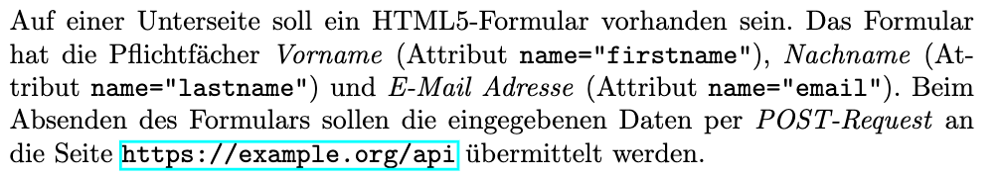 Auf einer Unterseite soll ein HTML5-Formular vorhanden sein. Das Formular
hat die Pflichtfächer Vorname (Attribut name="firstname"), Nachname (At-
tribut name="lastname") und E-Mail Adresse (Attribut name="email"). Beim
Absenden des Formulars sollen die eingegebenen Daten per POST-Request an
die Seite https://example.org/api übermittelt werden.